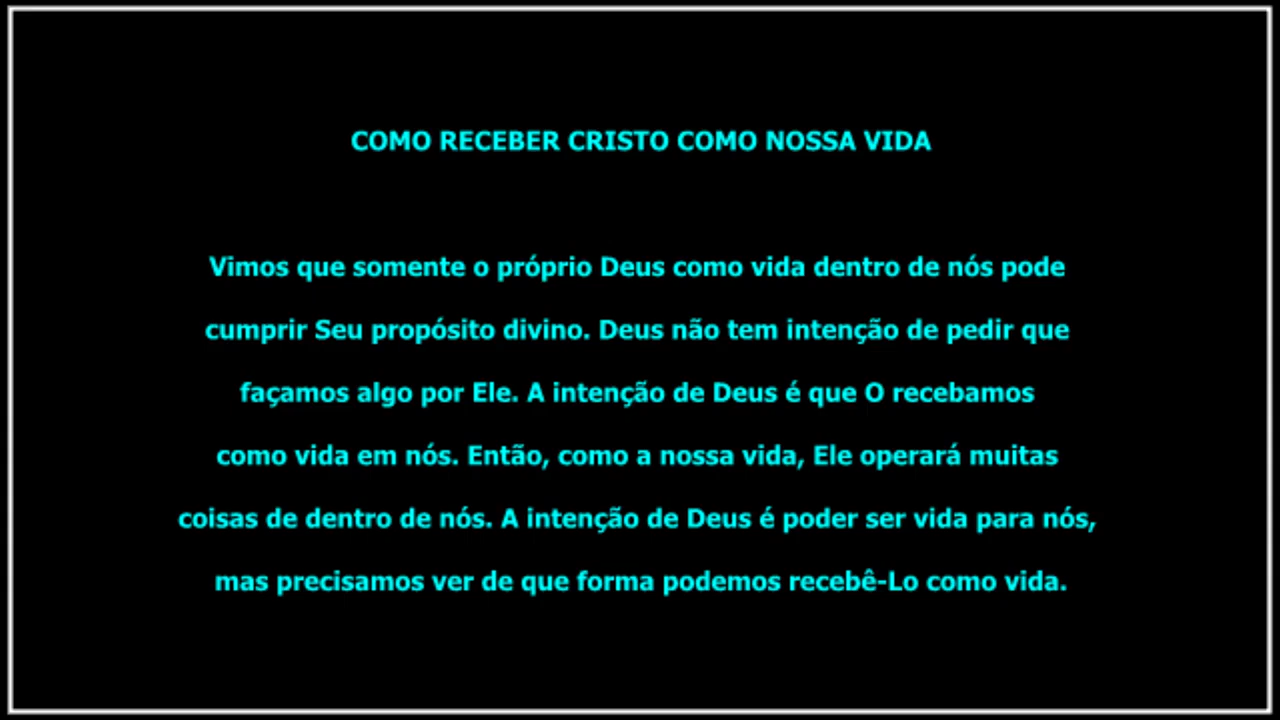 COMO RECEBER CRISTO COMO NOSSA VIDA
Vimos que somente o próprio Deus como vida dentro de nós pode
cumprir Seu propósito divino. Deus não tem intenção de pedir que
façamos algo por Ele. A intenção de Deus é que O recebamos
como vida em nós. Então, como a nossa vida, Ele operará muitas
coisas de dentro de nós. A intenção de Deus é poder ser vida para nós,
mas precisamos ver de que forma podemos recebê-Lo como vida.